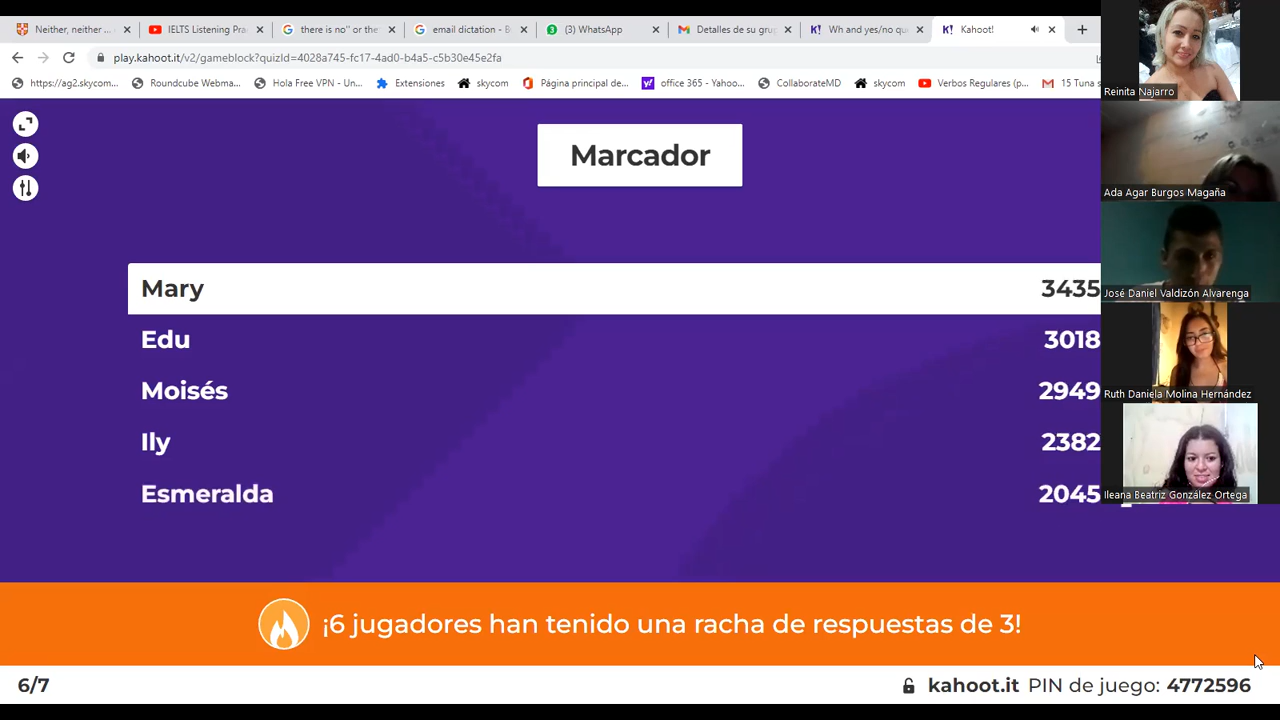 Neither, neither ...
IELTS Listening Prac
there is no" or the
email dictation - B
(3) WhatsApp
Detalles de su gru
Wh and yes/no qu
Kahoot!
play.kahoot.it/v2/gameblock?quizId=4028a745-fc17-4ad0-b4a5-c5b30e45e2fa
https://ag2.skycom...
Roundcube Webma...
Hola Free VPN - Un...
Extensiones
skycom
Página principal de...
office 365 - Yahoo...
CollaborateMD
skycom
Verbos Regulares (p...
15 Tuna s
Reinita Najarro
Marcador
Ada Agar Burgos Magaña
Mary 3435
José Daniel Valdizón Alvarenga
Edu 3018
Moisés 2949
Ruth Daniela Molina Hernández
Ily 2382
Esmeralda 2045
Ileana Beatriz González Ortega
¡6 jugadores han tenido una racha de respuestas de 3!
6/7
kahoot.it PIN de juego: 4772596